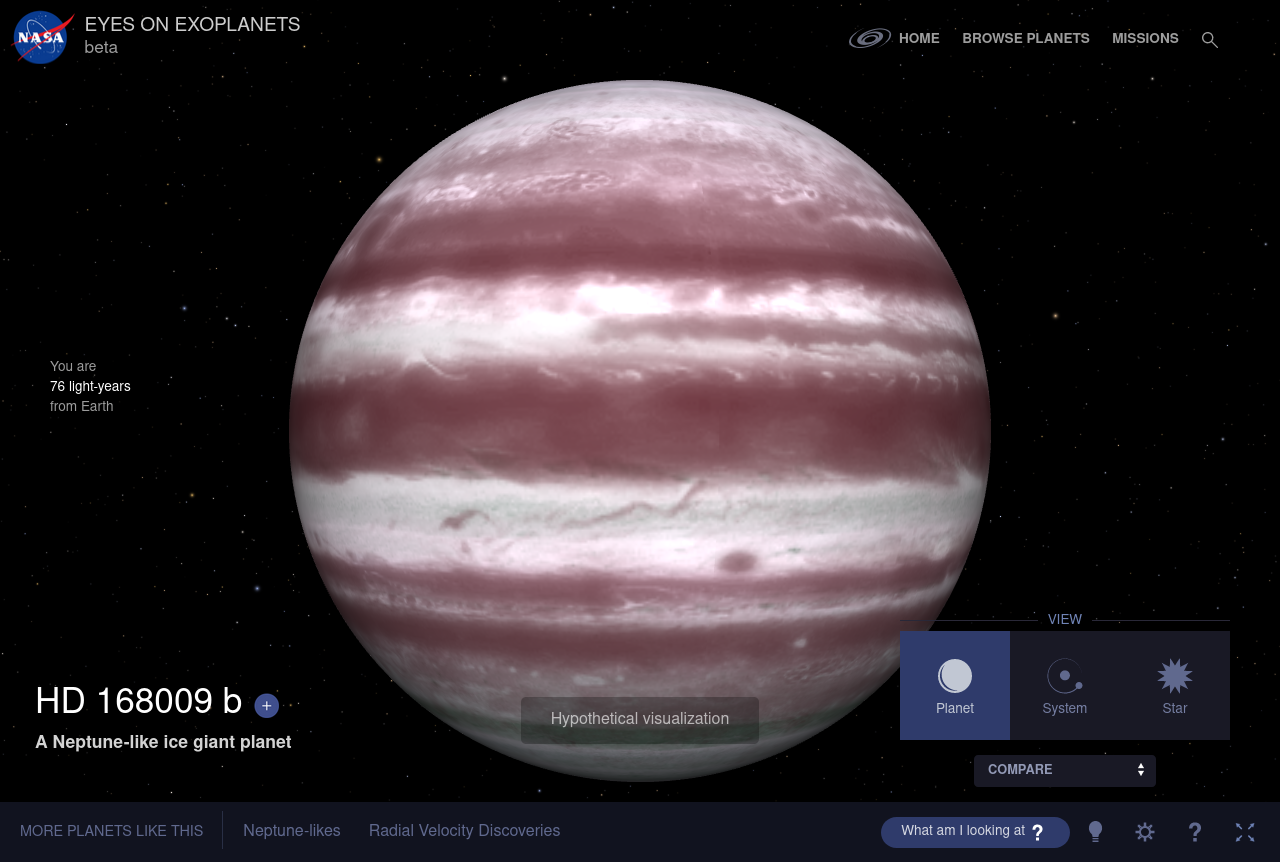 NASA
EYES ON EXOPLANETS
beta
HOME
BROWSE PLANETS
MISSIONS
You are
76 light-years
from Earth
VIEW
Planet
System
Star
HD 168009 b +
A Neptune-like ice giant planet
Hypothetical visualization
COMPARE
MORE PLANETS LIKE THIS
Neptune-likes
Radial Velocity Discoveries
What am I looking at ?
?